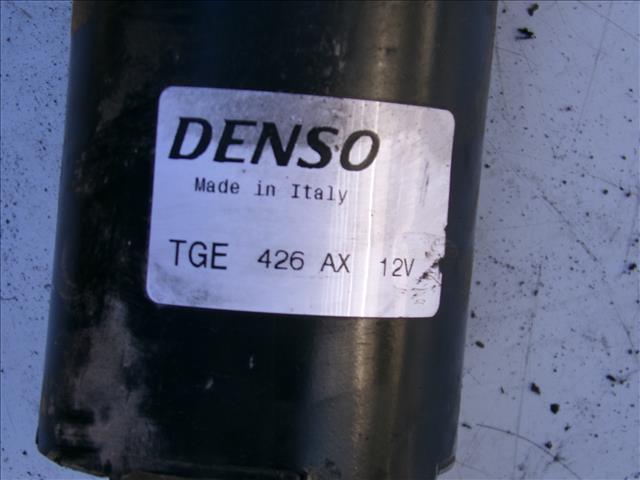 DENSO
Made in Italy
TGE 426 AX 12V